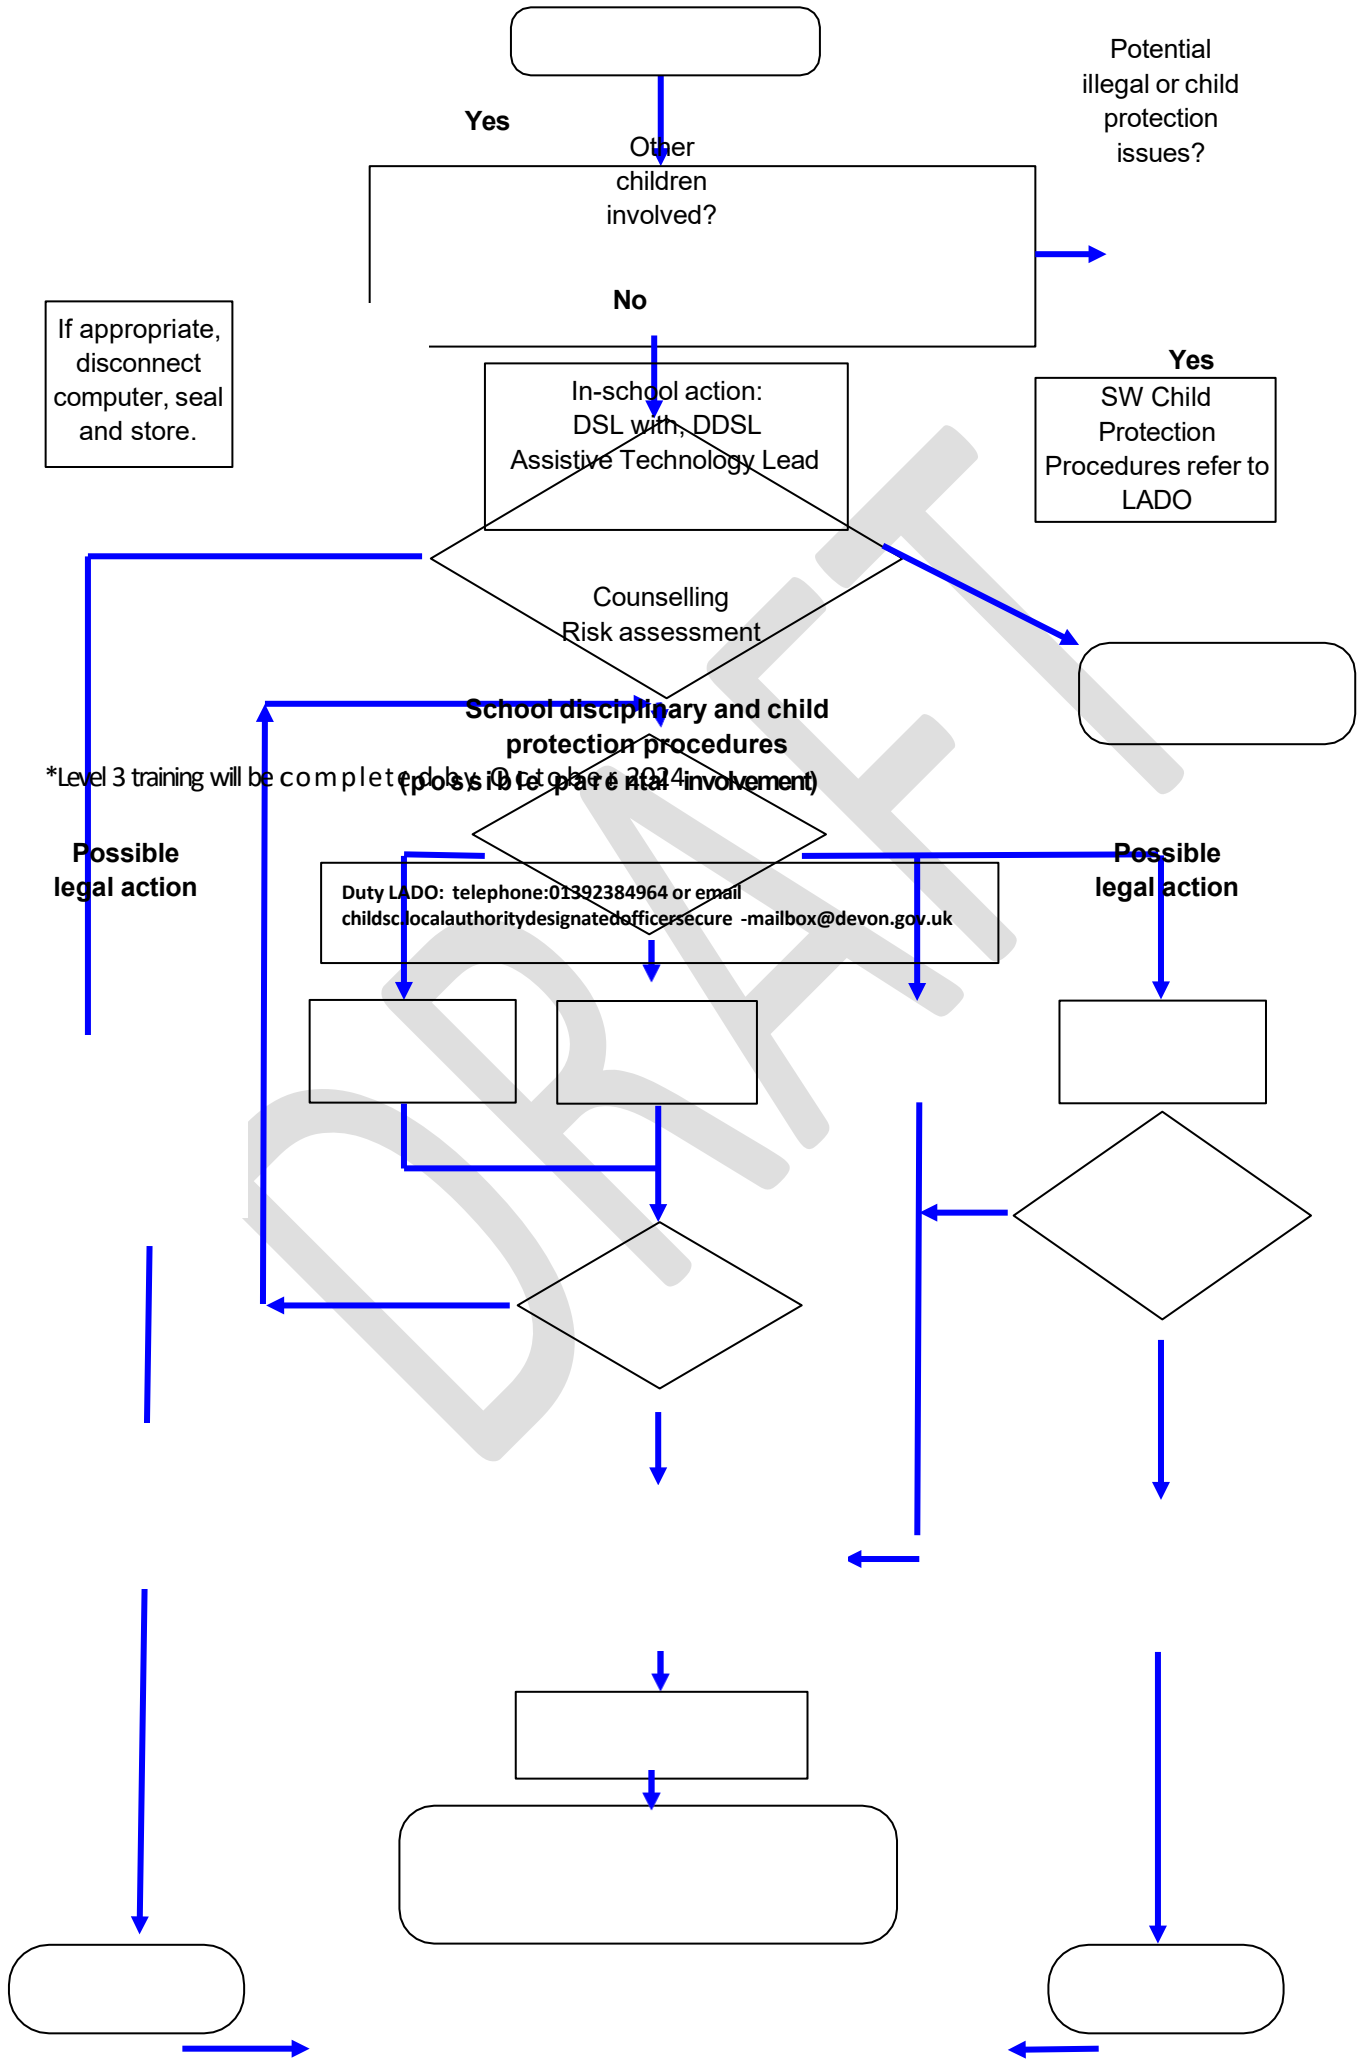 Potential
illegal or child
protection
issues?
Yes
Other
children
involved?
No
If appropriate,
disconnect
computer, seal
and store.
Yes
In-school action:
DSL with, DDSL
Assistive Technology Lead
SW Child
Protection
Procedures refer to
LADO
Counselling
Risk assessment
School disciplinary and child
protection procedures
(possible parental involvement)
*Level 3 training will be completed by October 2024
Possible
legal action
Possible
legal action
Duty LADO: telephone:01392384964 or email
childsc.localauthoritydesignatedofficersecure -mailbox@devon.gov.uk
DRAFT